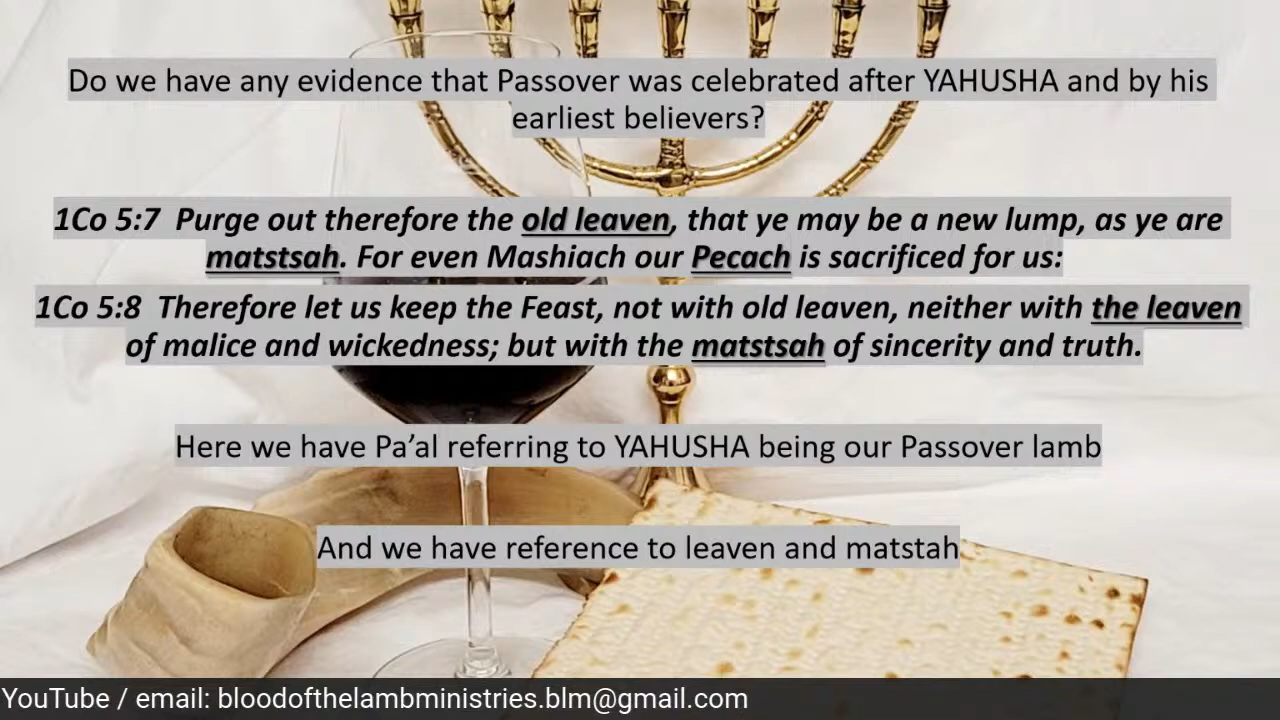 Do we have any evidence that Passover was celebrated after YAHUSHA and by his
earliest believers?
1Co 5:7  Purge out therefore the old leaven, that ye may be a new lump, as ye are
matstsah. For even Mashiach our Pecach is sacrificed for us:
1Co 5:8  Therefore let us keep the Feast, not with old leaven, neither with the leaven
of malice and wickedness; but with the matstsah of sincerity and truth.
Here we have Pa’al referring to YAHUSHA being our Passover lamb
And we have reference to leaven and matstah
YouTube / email: bloodofthelambministries.blm@gmail.com